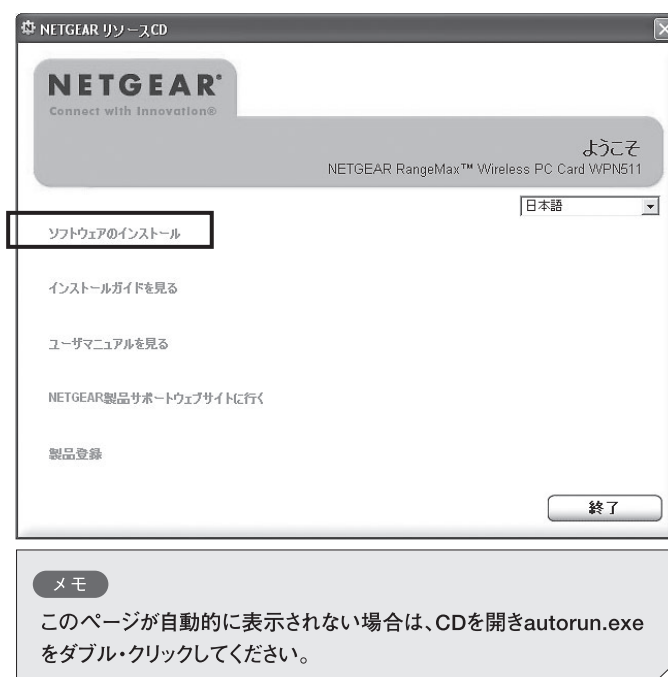 NETGEAR リソースCD
NETGEAR®
Connect with Innovation®
ようこそ
NETGEAR RangeMax™ Wireless PC Card WPN511
日本語
ソフトウェアのインストール
インストールガイドを見る
ユーザマニュアルを見る
NETGEAR製品サポートウェブサイトに行く
製品登録
終了
メモ
このページが自動的に表示されない場合は、CDを開きautorun.exe
をダブル・クリックしてください。